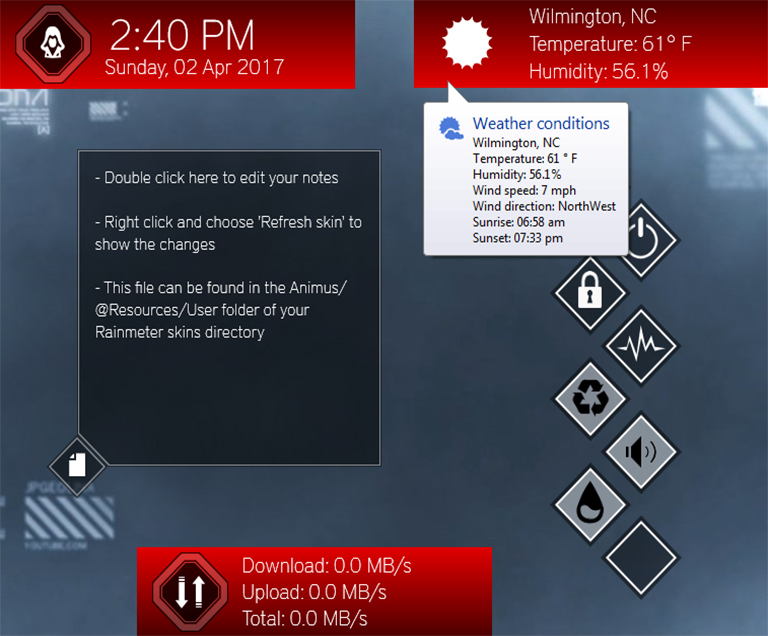 2:40 PM
Sunday, 02 Apr 2017
Wilmington, NC
Temperature: 61° F
Humidity: 56.1%
Weather conditions
Wilmington, NC
Temperature: 61 ° F
Humidity: 56.1%
Wind speed: 7 mph
Wind direction: NorthWest
Sunrise: 06:58 am
Sunset: 07:33 pm
- Double click here to edit your notes
- Right click and choose 'Refresh skin' to
show the changes
- This file can be found in the Animus/
@Resources/User folder of your
Rainmeter skins directory
YOUTUBE.COM
Download: 0.0 MB/s
Upload: 0.0 MB/s
Total: 0.0 MB/s